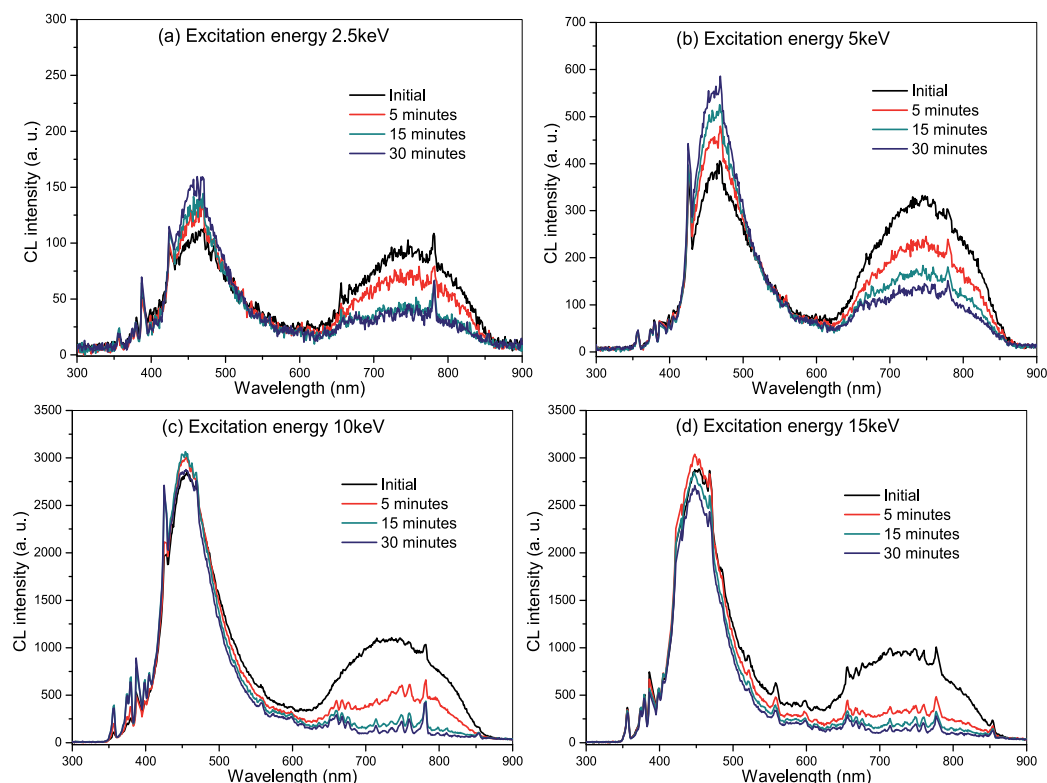 (a) Excitation energy 2.5keV
CL intensity (a. u.)
300
250
200
150
100
50
0
Initial
5 minutes
15 minutes
30 minutes
300 400 500 600 700 800 900
Wavelength (nm)
(b) Excitation energy 5keV
CL intensity (a. u.)
700
600
500
400
300
200
100
0
Initial
5 minutes
15 minutes
30 minutes
300 400 500 600 700 800 900
Wavelength (nm)
(c) Excitation energy 10keV
CL intensity (a. u.)
3500
3000
2500
2000
1500
1000
500
0
Initial
5 minutes
15 minutes
30 minutes
300 400 500 600 700 800 900
Wavelength (nm)
(d) Excitation energy 15keV
CL intensity (a. u.)
3500
3000
2500
2000
1500
1000
500
0
Initial
5 minutes
15 minutes
30 minutes
300 400 500 600 700 800 900
Wavelength (nm)